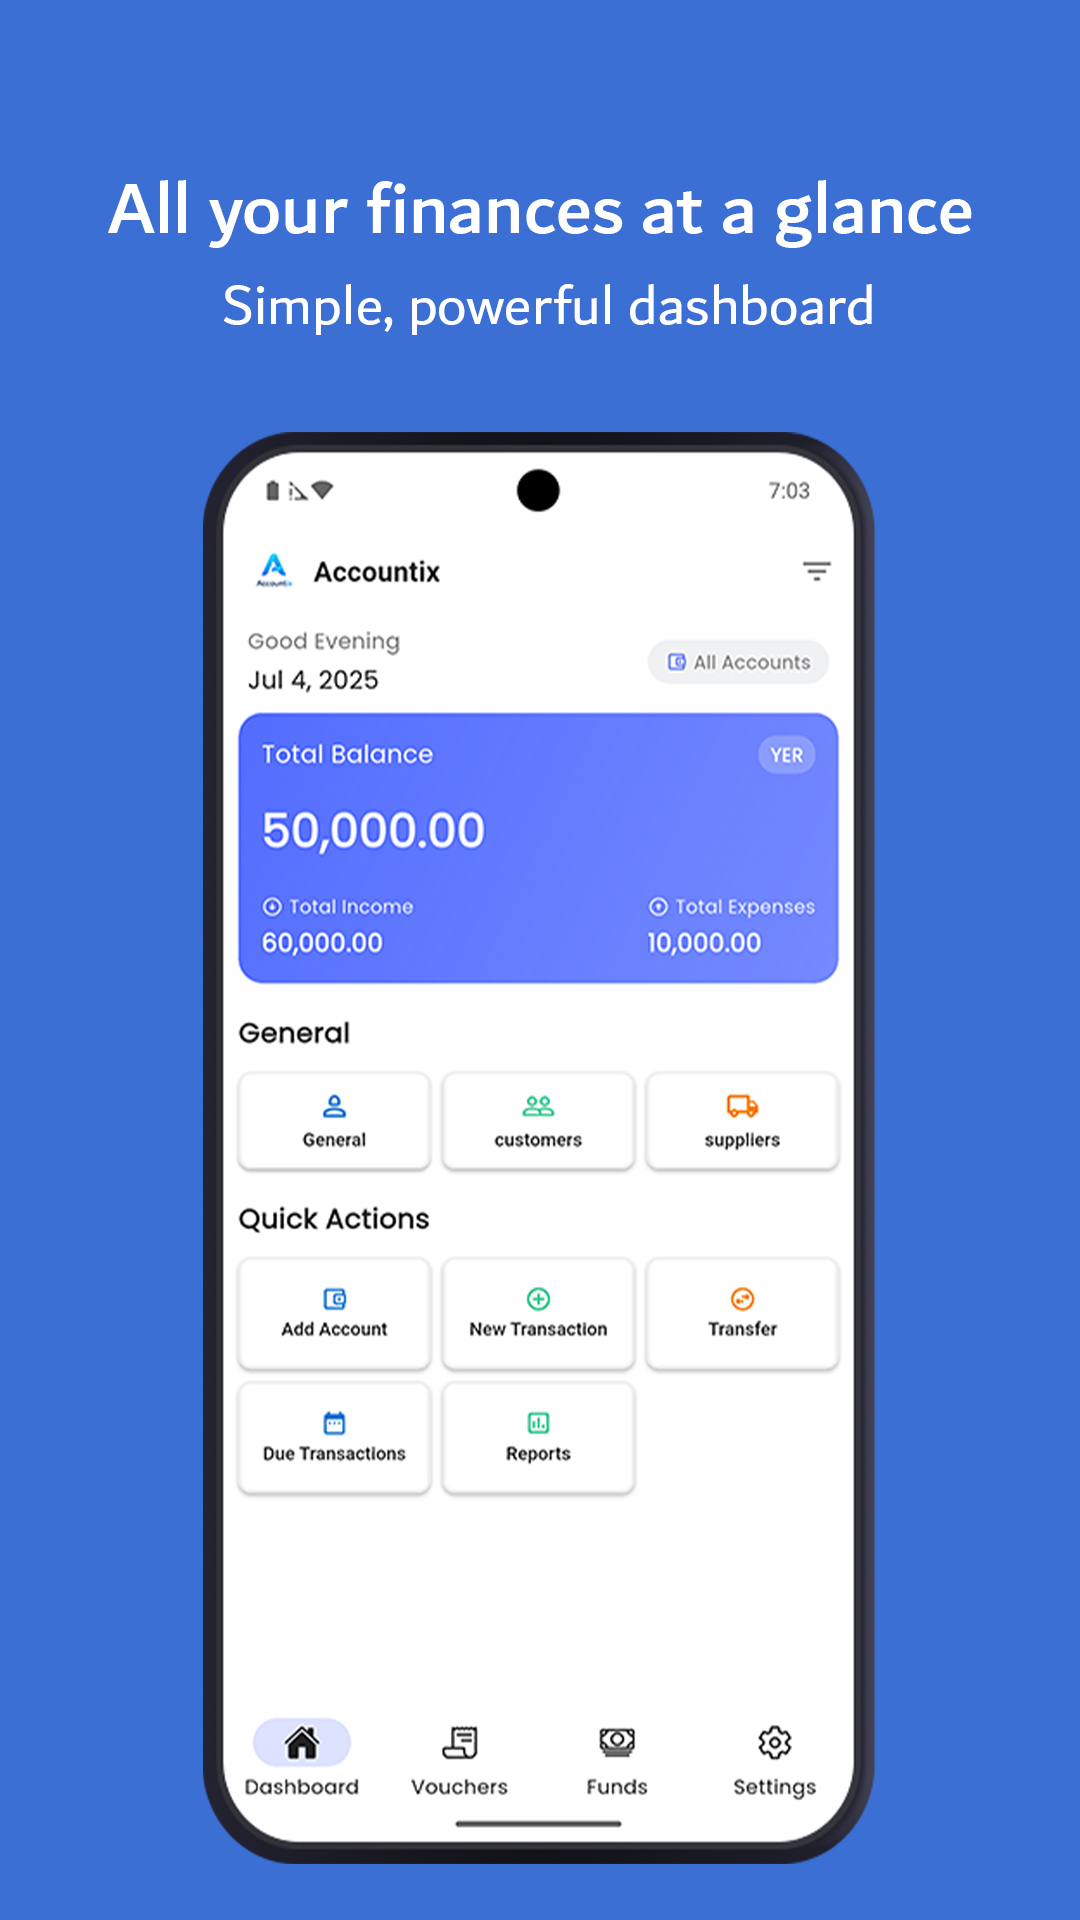 All your finances at a glance
Simple, powerful dashboard
7:03
Accountix
Accountix
Good Evening
Jul 4, 2025
All Accounts
Total Balance
YER
50,000.00
Total Income
Total Expenses
60,000.00
10,000.00
General
General
customers
suppliers
Quick Actions
Add Account
New Transaction
Transfer
Due Transactions
Reports
Dashboard
Vouchers
Funds
Settings